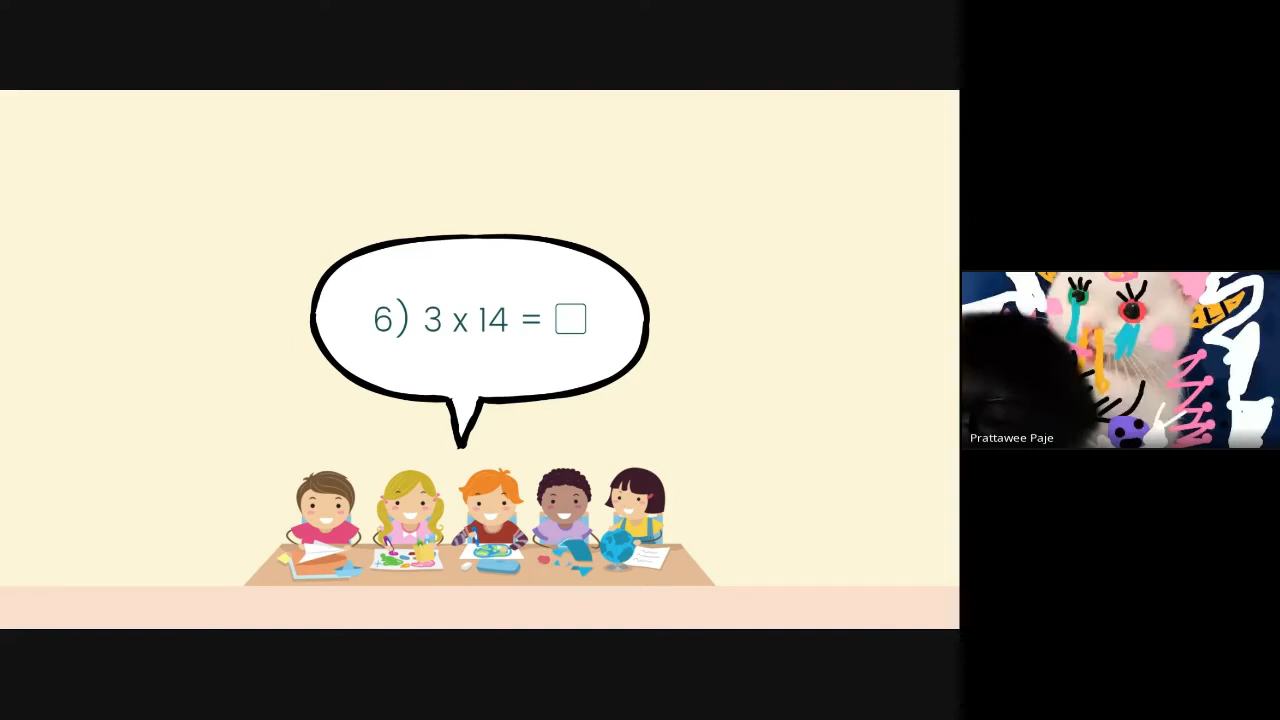 6) 3 x 14 = □
Prattawee Paje